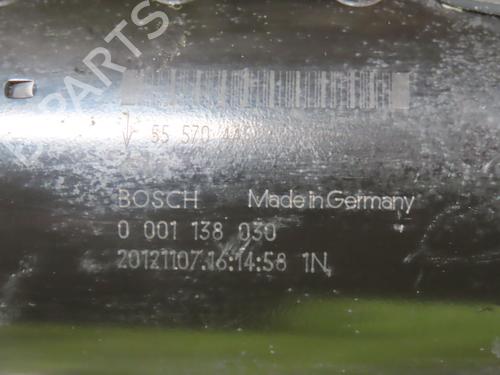 PARTS
55 570
BOSCH Made in Germany
0 001 138 030
20121107.16:14:58 1N